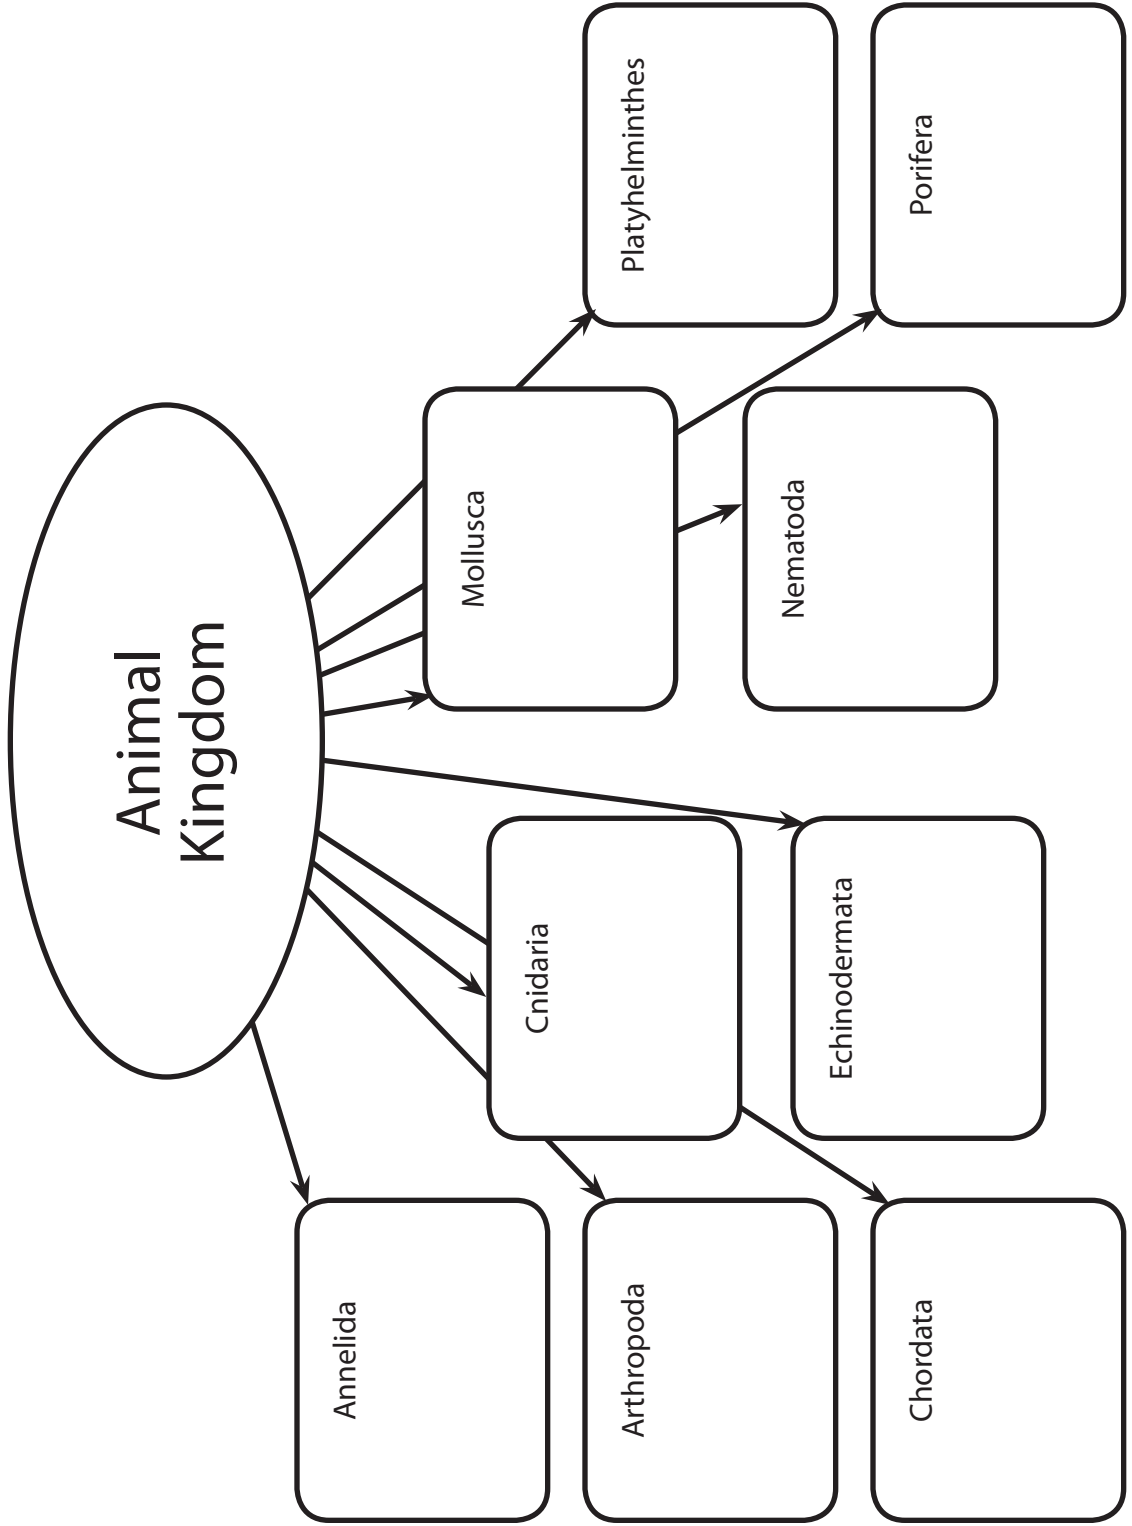 Animal
Kingdom
Annelida
Arthropoda
Chordata
Cnidaria
Echinodermata
Mollusca
Nematoda
Platyhelminthes
Porifera